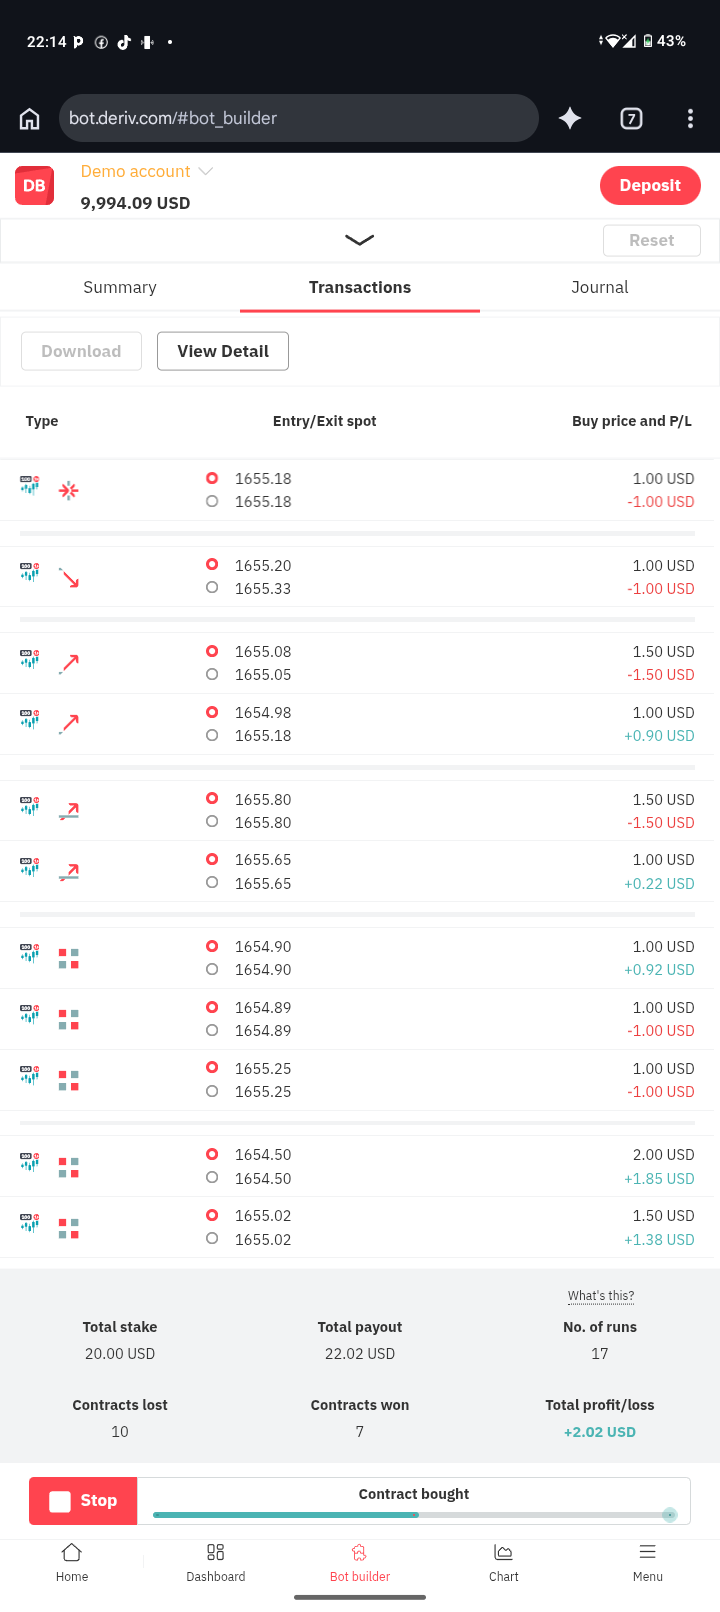 22:14
43%
bot.deriv.com/#bot_builder
7
DB
Demo account
9,994.09 USD
Deposit
Reset
Summary Transactions Journal
Download View Detail
Type Entry/Exit spot Buy price and P/L
1655.18 1.00 USD
1655.18 -1.00 USD
1655.20 1.00 USD
1655.33 -1.00 USD
1655.08 1.50 USD
1655.05 -1.50 USD
1654.98 1.00 USD
1655.18 +0.90 USD
1655.80 1.50 USD
1655.80 -1.50 USD
1655.65 1.00 USD
1655.65 +0.22 USD
1654.90 1.00 USD
1654.90 +0.92 USD
1654.89 1.00 USD
1654.89 -1.00 USD
1655.25 1.00 USD
1655.25 -1.00 USD
1654.50 2.00 USD
1654.50 +1.85 USD
1655.02 1.50 USD
1655.02 +1.38 USD
What's this?
Total stake Total payout No. of runs
20.00 USD 22.02 USD 17
Contracts lost Contracts won Total profit/loss
10 7 +2.02 USD
Stop
Contract bought
Home Dashboard Bot builder Chart Menu